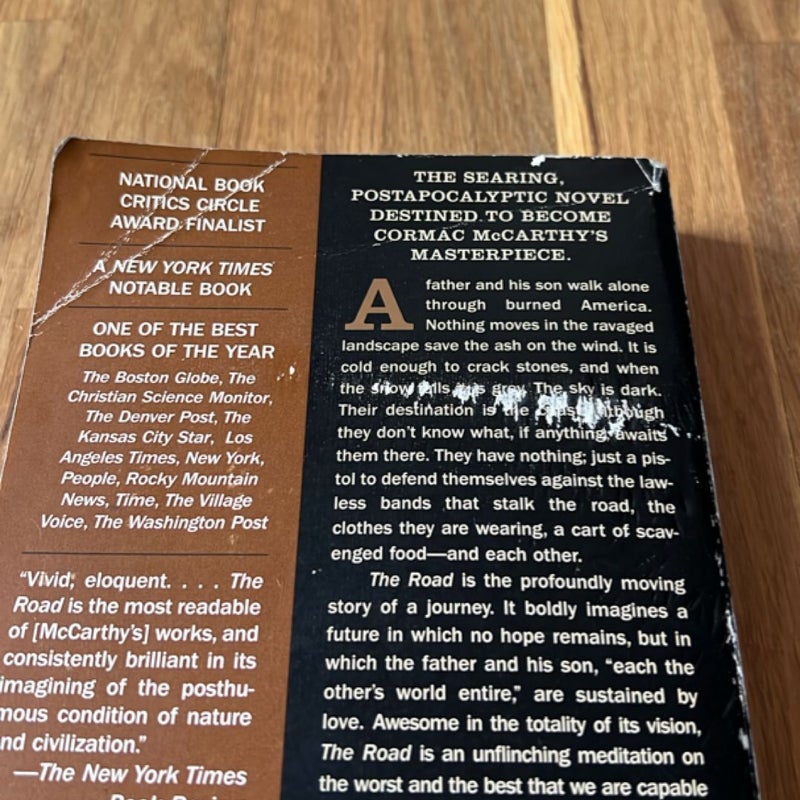 NATIONAL BOOK
CRITICS CIRCLE
AWARD FINALIST
A NEW YORK TIMES
NOTABLE BOOK
ONE OF THE BEST
BOOKS OF THE YEAR
The Boston Globe, The
Christian Science Monitor,
The Denver Post, The
Kansas City Star, Los
Angeles Times, New York,
People, Rocky Mountain
News, Time, The Village
Voice, The Washington Post
“Vivid, eloquent. . . . The
Road is the most readable
of [McCarthy’s] works, and
consistently brilliant in its
imagining of the posthu-
mous condition of nature
and civilization.”
—The New York Times
THE SEARING,
POSTAPOCALYPTIC NOVEL
DESTINED TO BECOME
CORMAC McCARTHY’S
MASTERPIECE.
A father and his son walk alone
through burned America.
Nothing moves in the ravaged
landscape save the ash on the wind. It is
cold enough to crack stones, and when
the snow falls it is gray. The sky is dark.
Their destination is the coast, although
they don’t know what, if anything, awaits
them there. They have nothing; just a pis-
tol to defend themselves against the law-
less bands that stalk the road, the
clothes they are wearing, a cart of scav-
enged food—and each other.
The Road is the profoundly moving
story of a journey. It boldly imagines a
future in which no hope remains, but in
which the father and his son, “each the
other’s world entire,” are sustained by
love. Awesome in the totality of its vision,
The Road is an unflinching meditation on
the worst and the best that we are capable